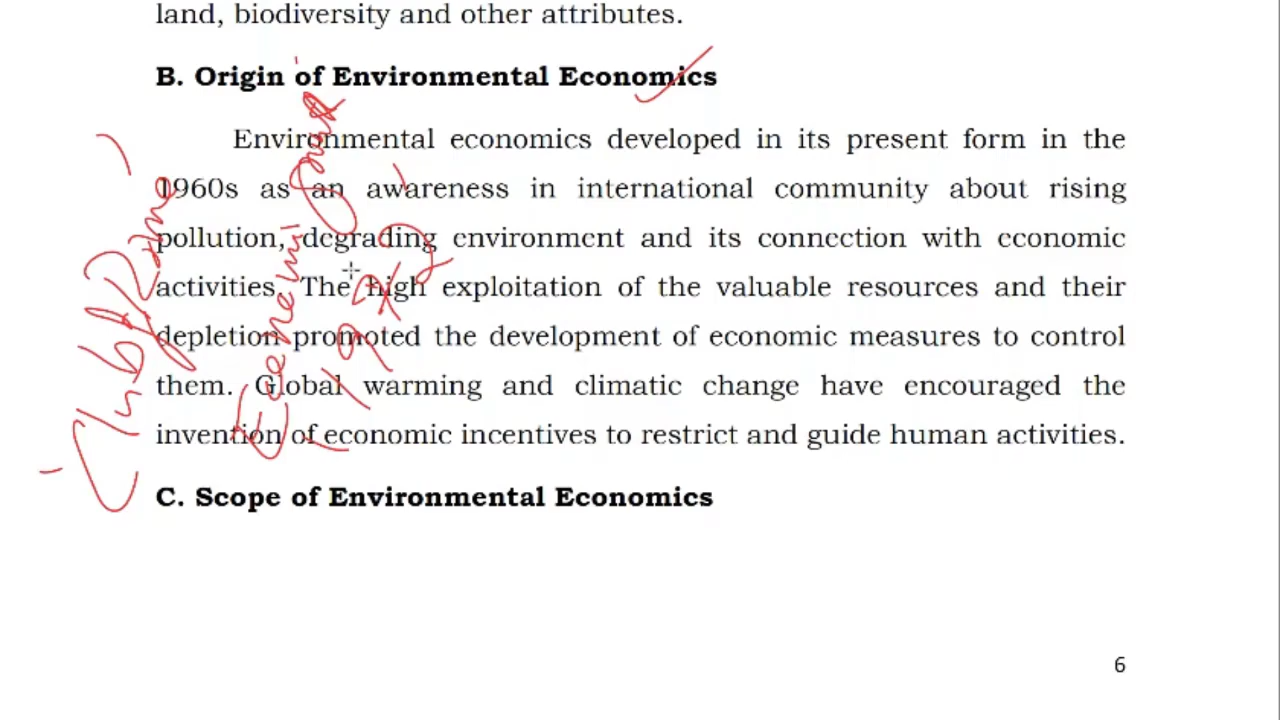 land, biodiversity and other attributes.
B. Origin of Environmental Economics
Environmental economics developed in its present form in the
1960s as an awareness in international community about rising
pollution, degrading environment and its connection with economic
activities. The high exploitation of the valuable resources and their
depletion promoted the development of economic measures to control
them. Global warming and climatic change have encouraged the
invention of economic incentives to restrict and guide human activities.
C. Scope of Environmental Economics
1972
6